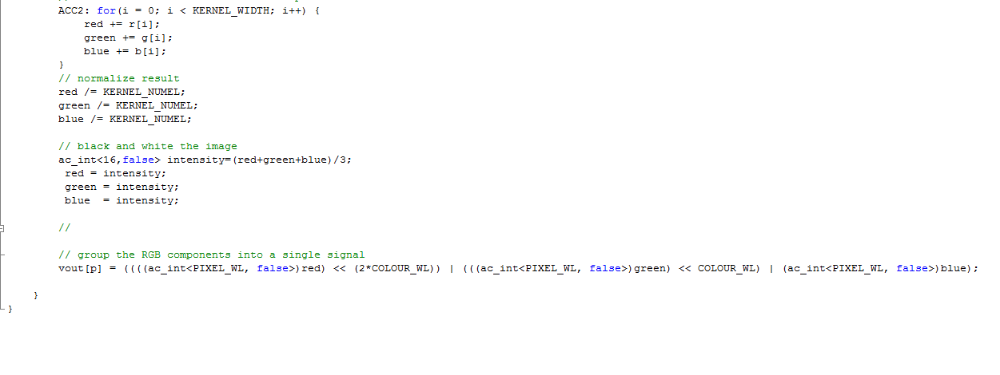 ACC2: for(i = 0; i < KERNEL_WIDTH; i++) {
red += r[i];
green += g[i];
blue += b[i];
}
// normalize result
red /= KERNEL_NUMEL;
green /= KERNEL_NUMEL;
blue /= KERNEL_NUMEL;
// black and white the image
ac_int<16,false> intensity=(red+green+blue)/3;
red = intensity;
green = intensity;
blue  = intensity;
//
// group the RGB components into a single signal
vout[p] = ((((ac_int<PIXEL_WL, false>)red) << (2*COLOUR_WL)) | (((ac_int<PIXEL_WL, false>)green) << COLOUR_WL) | (ac_int<PIXEL_WL, false>)blue);
}
}